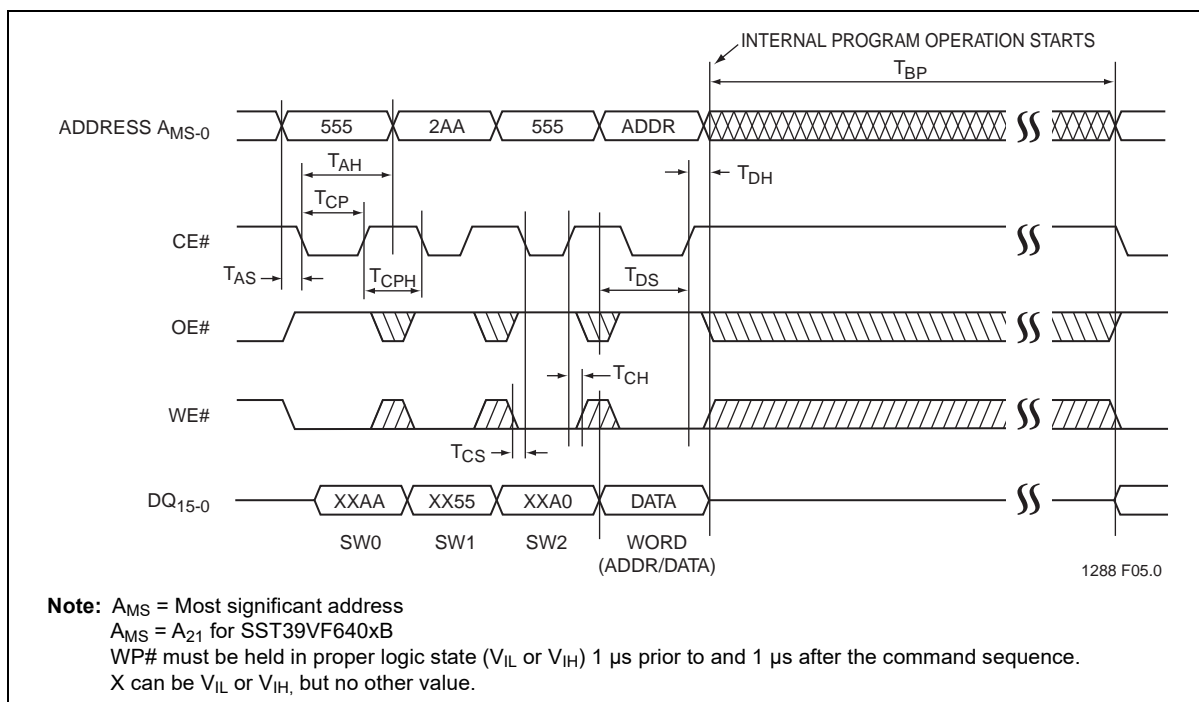 INTERNAL PROGRAM OPERATION STARTS
TBP
ADDRESS AMS-0
555
2AA
555
ADDR
TAH
TDH
TCP
CE#
TAS
TCPH
TDS
OE#
TCH
WE#
TCS
DQ15-0
XXAA
XX55
XXA0
DATA
SW0
SW1
SW2
WORD
(ADDR/DATA)
1288 F05.0
Note: AMS = Most significant address
AMS = A21 for SST39VF640xB
WP# must be held in proper logic state (VIL or VIH) 1 µs prior to and 1 µs after the command sequence.
X can be VIL or VIH, but no other value.